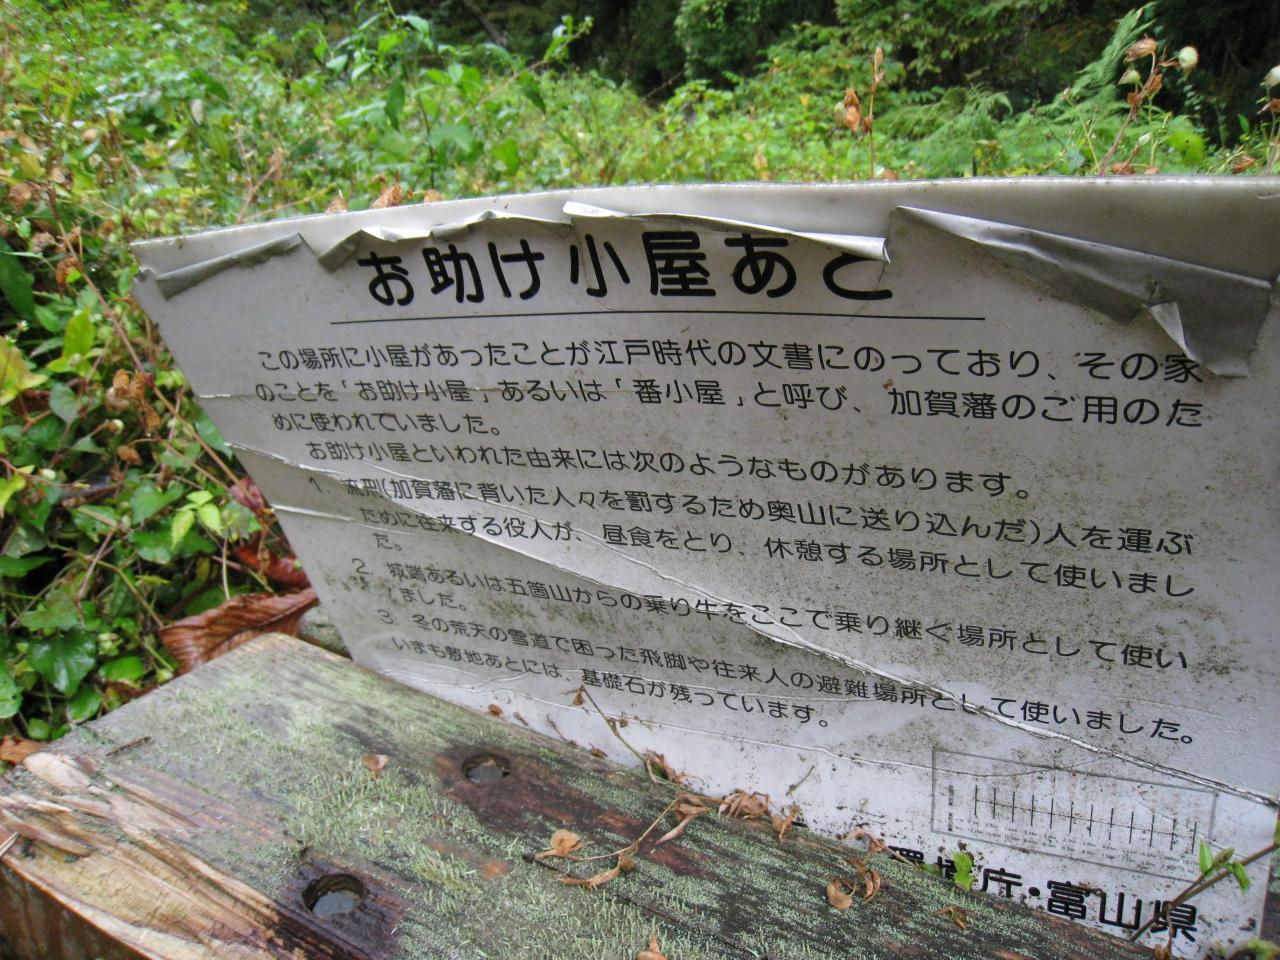 お助け小屋あと
この場所に小屋があったことが江戸時代の文書にのっており、その家
のことを「お助け小屋」あるいは「番小屋」と呼び、加賀藩のご用のた
めに使われていました。
お助け小屋といわれた由来には次のようなものがあります。
1. 流刑(加賀藩に背いた人々を罰するため奥山に送り込んだ)人を運ぶ
ために往来する役人が、昼食をとり、休憩する場所として使いまし
た。
2. 城端あるいは五箇山からの乗り牛をここで乗り継ぐ場所として使い
ました。
3. 冬の荒天の雪道で困った飛脚や往来人の避難場所として使いました。
いまも敷地あとには、基礎石が残っています。
環境庁・富山県